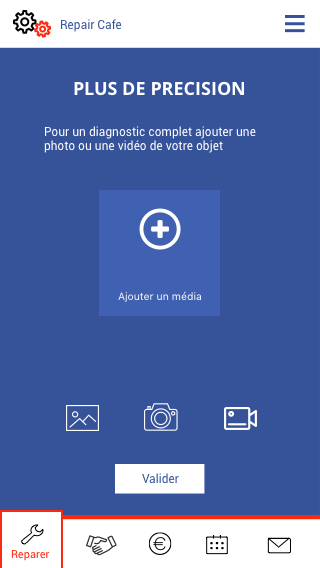 Repair Cafe
PLUS DE PRECISION
Pour un diagnostic complet ajouter une
photo ou une vidéo de votre objet
Ajouter un média
Valider
Reparer